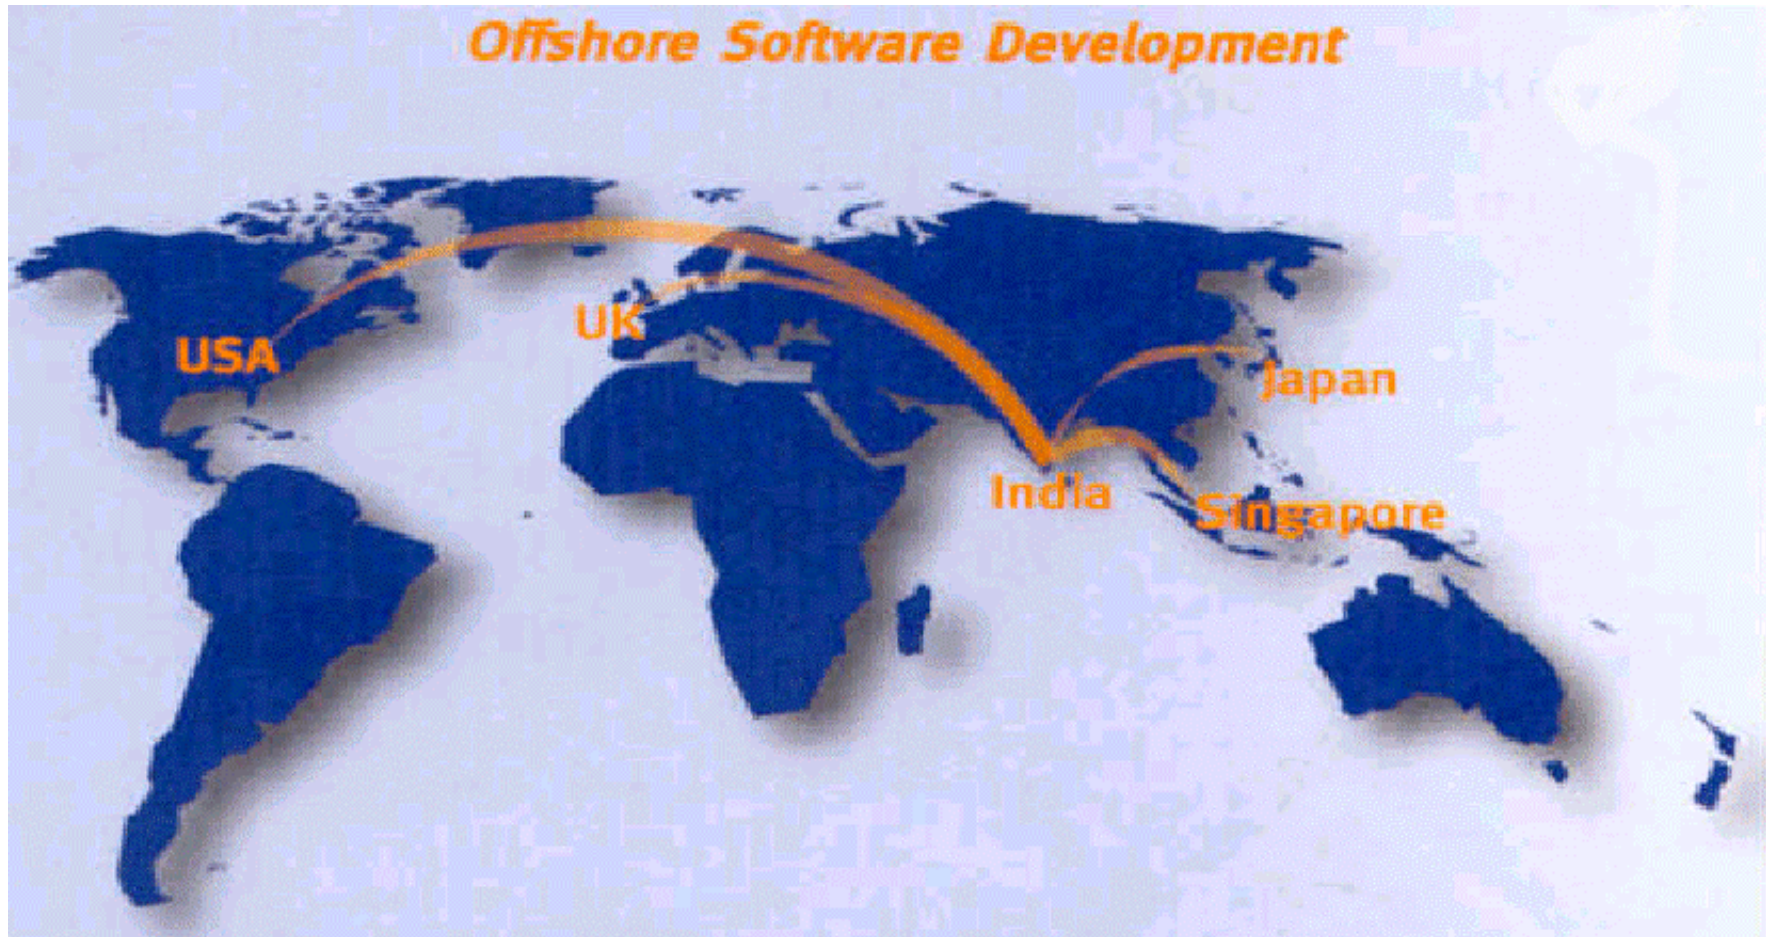 Offshore Software Development
UK
USA
Japan
India
Singapore